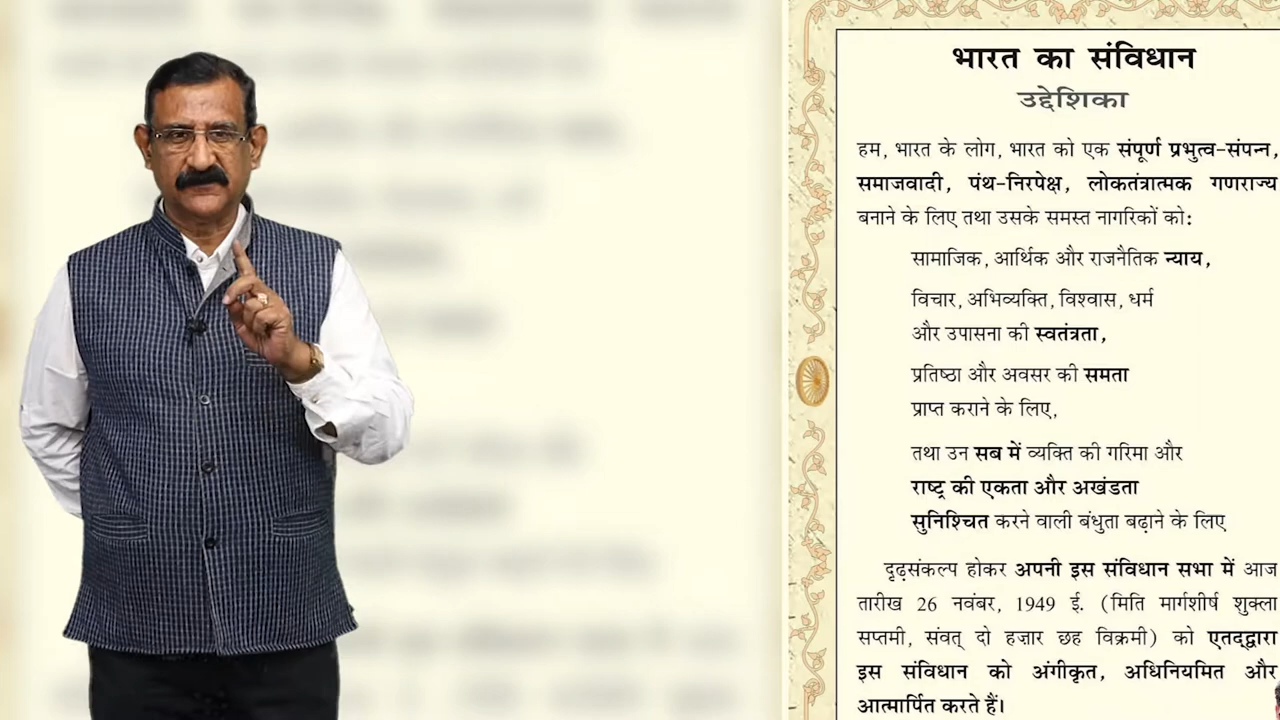 भारत का संविधान
उद्देशिका
हम, भारत के लोग, भारत को एक संपूर्ण प्रभुत्व-संपन्न,
समाजवादी, पंथ-निरपेक्ष, लोकतंत्रात्मक गणराज्य
बनाने के लिए तथा उसके समस्त नागरिकों को:
सामाजिक, आर्थिक और राजनैतिक न्याय,
विचार, अभिव्यक्ति, विश्वास, धर्म
और उपासना की स्वतंत्रता,
प्रतिष्ठा और अवसर की समता
प्राप्त कराने के लिए,
तथा उन सब में व्यक्ति की गरिमा और
राष्ट्र की एकता और अखंडता
सुनिश्चित करने वाली बंधुता बढ़ाने के लिए
दृढ़संकल्प होकर अपनी इस संविधान सभा में आज
तारीख 26 नवंबर, 1949 ई. (मिति मार्गशीर्ष शुक्ला
सप्तमी, संवत् दो हज़ार छह विक्रमी) को एतद्द्वारा
इस संविधान को अंगीकृत, अधिनियमित और
आत्मार्पित करते हैं।